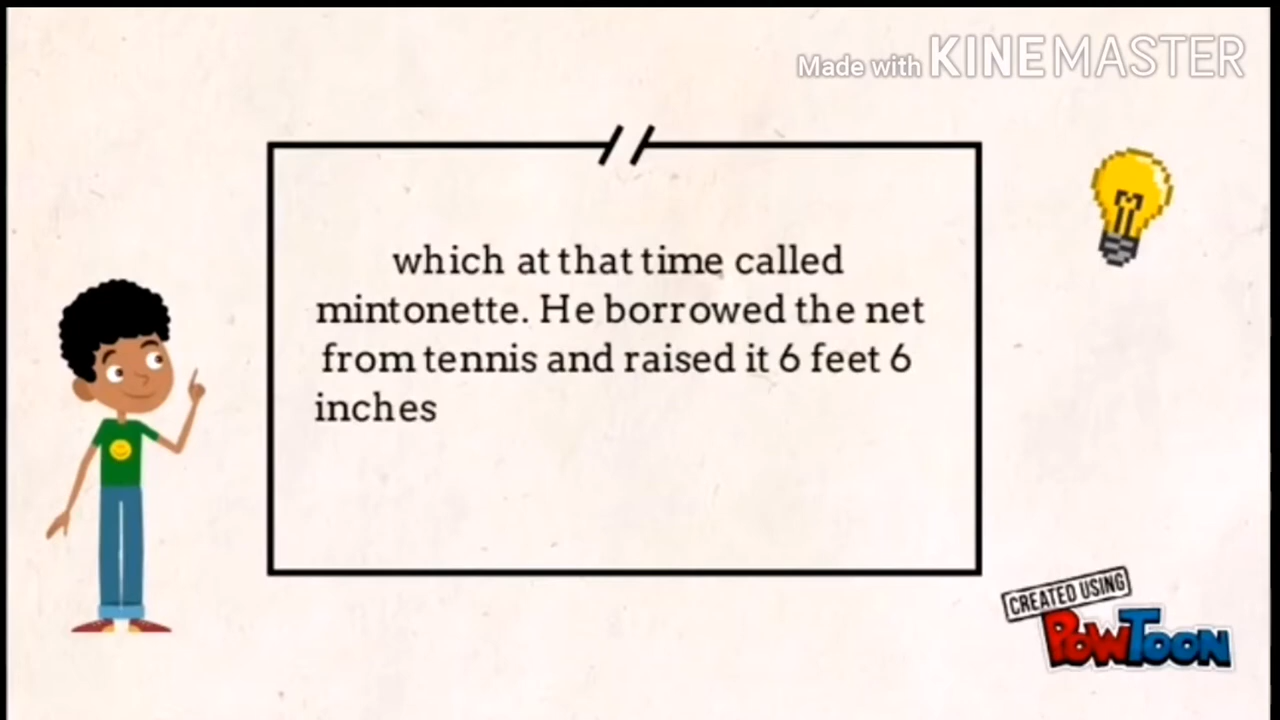 Made with KINEMASTER
which at that time called
mintonette. He borrowed the net
from tennis and raised it 6 feet 6
inches
CREATED USING
POWTOON